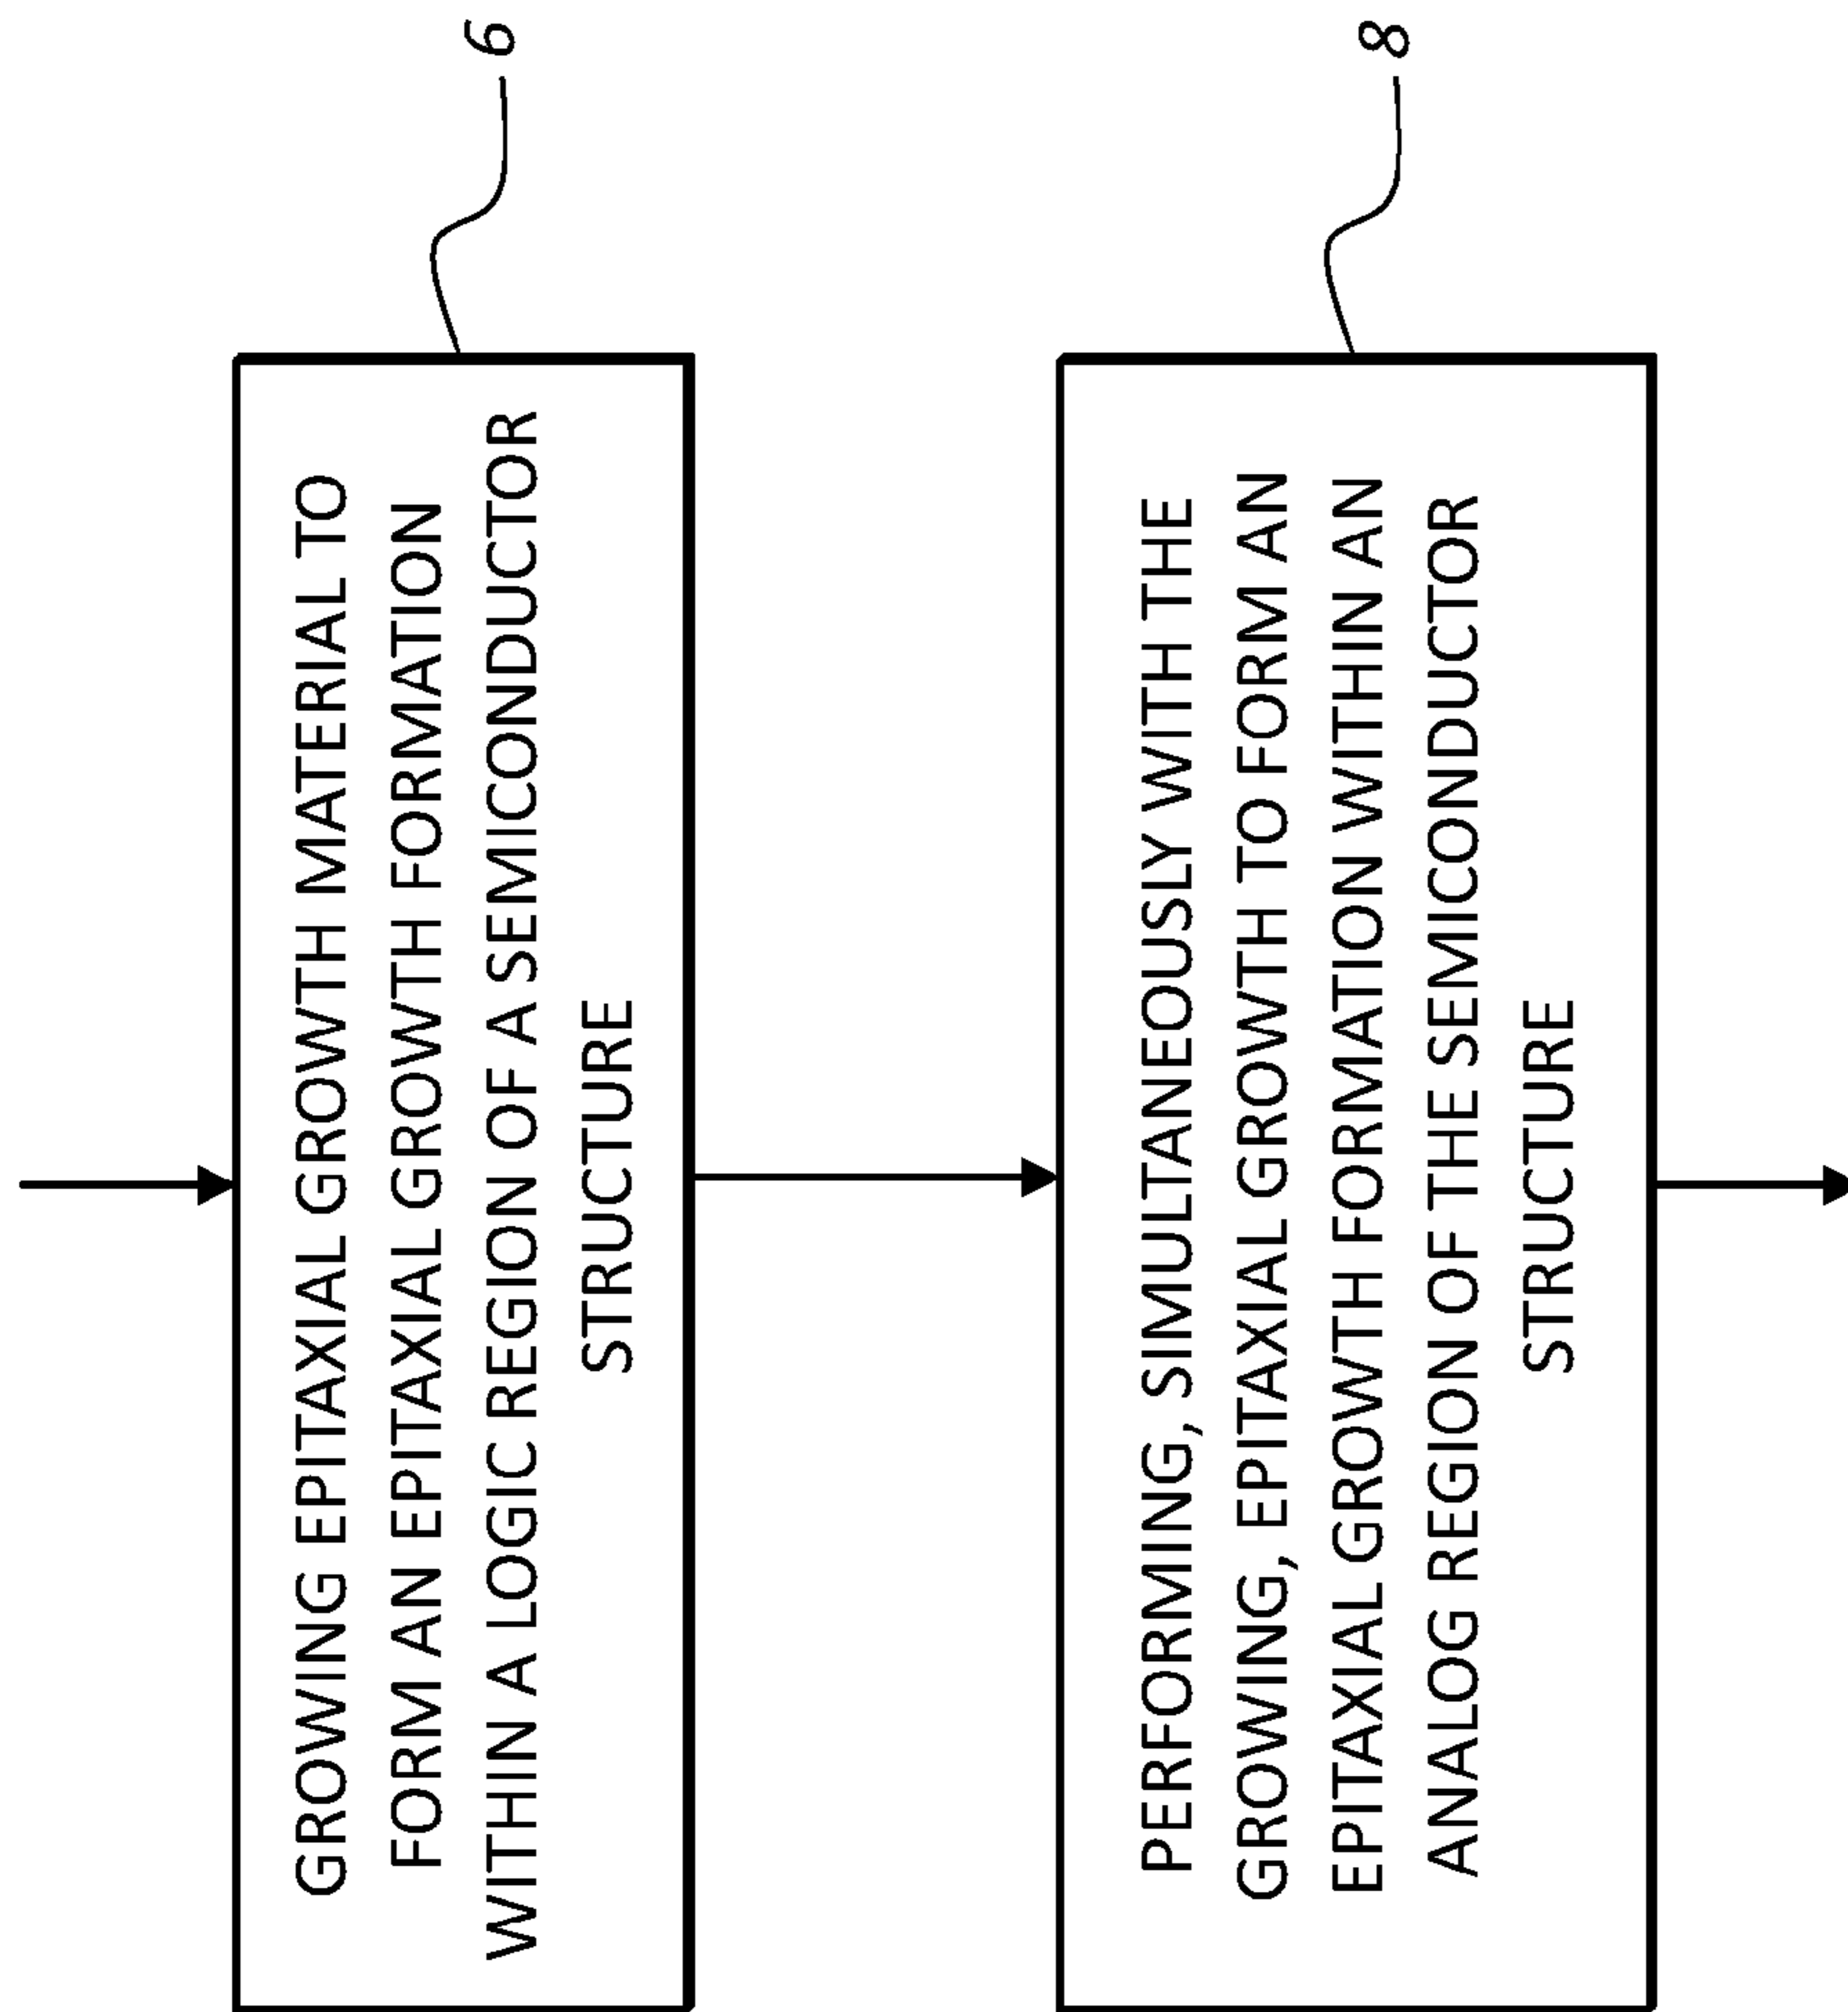 GROWING EPITAXIAL GROWTH MATERIAL TO
FORM AN EPITAXIAL GROWTH FORMATION
WITHIN A LOGIC REGION OF A SEMICONDUCTOR
STRUCTURE
6
PERFORMING, SIMULTANEOUSLY WITH THE
GROWING, EPITAXIAL GROWTH TO FORM AN
EPITAXIAL GROWTH FORMATION WITHIN AN
ANALOG REGION OF THE SEMICONDUCTOR
STRUCTURE
8